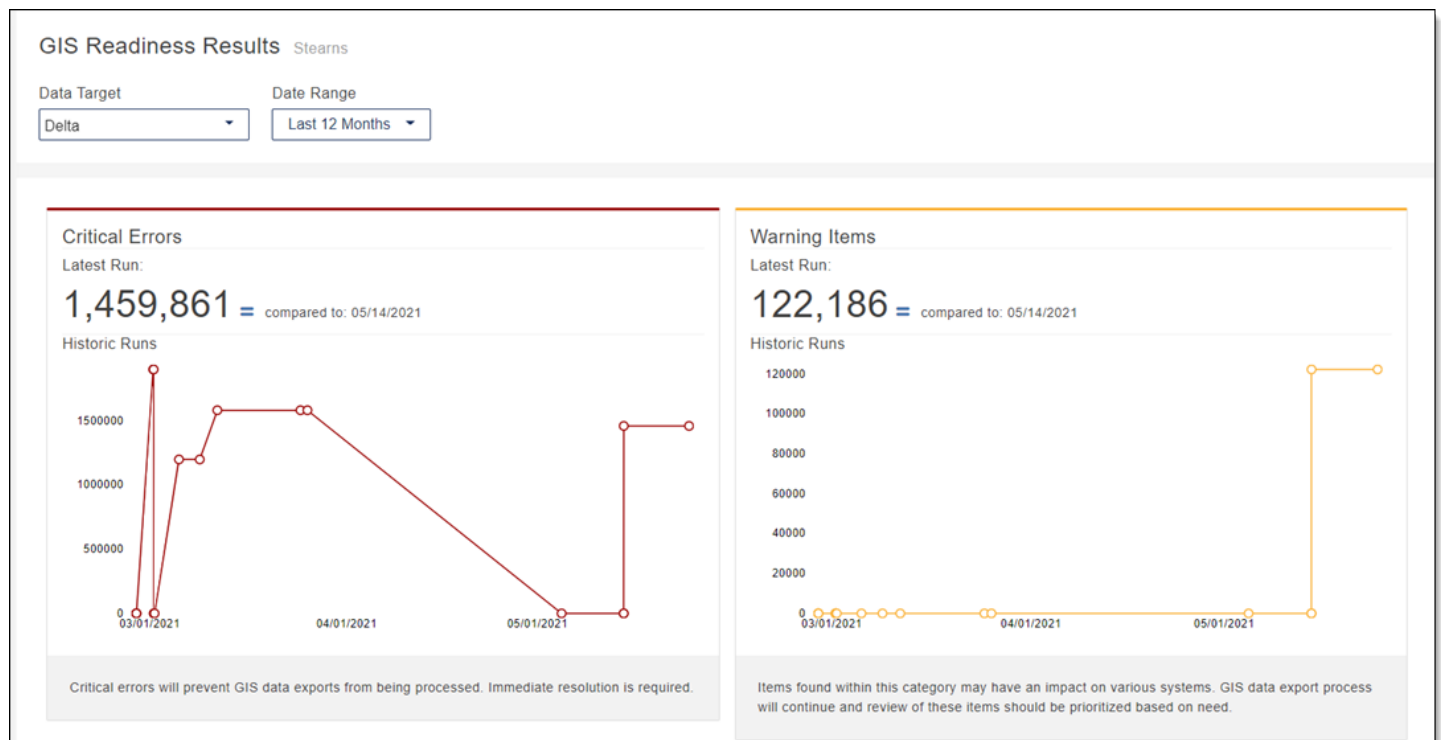 GIS Readiness Results Stearns
Data Target Date Range
Delta Last 12 Months
Critical Errors
Latest Run:
1,459,861 = compared to: 05/14/2021
Historic Runs
1500000
1000000
500000
0
03/01/2021 04/01/2021 05/01/2021
Critical errors will prevent GIS data exports from being processed. Immediate resolution is required.
Warning Items
Latest Run:
122,186 = compared to: 05/14/2021
Historic Runs
120000
100000
80000
60000
40000
20000
0
03/01/2021 04/01/2021 05/01/2021
Items found within this category may have an impact on various systems. GIS data export process
will continue and review of these items should be prioritized based on need.